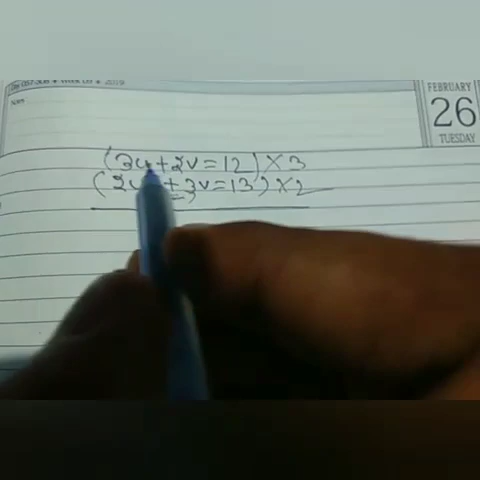 FEBRUARY
26
TUESDAY
(3u+2v=12)×3
(2u+3v=13)×2